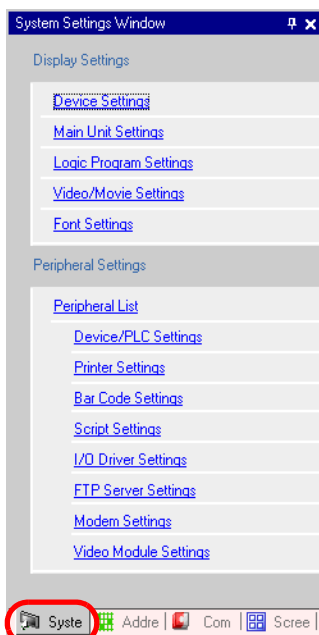 System Settings Window
Display Settings
Device Settings
Main Unit Settings
Logic Program Settings
Video/Movie Settings
Font Settings
Peripheral Settings
Peripheral List
Device/PLC Settings
Printer Settings
Bar Code Settings
Script Settings
I/O Driver Settings
FTP Server Settings
Modem Settings
Video Module Settings
Syste Addre Com Scree